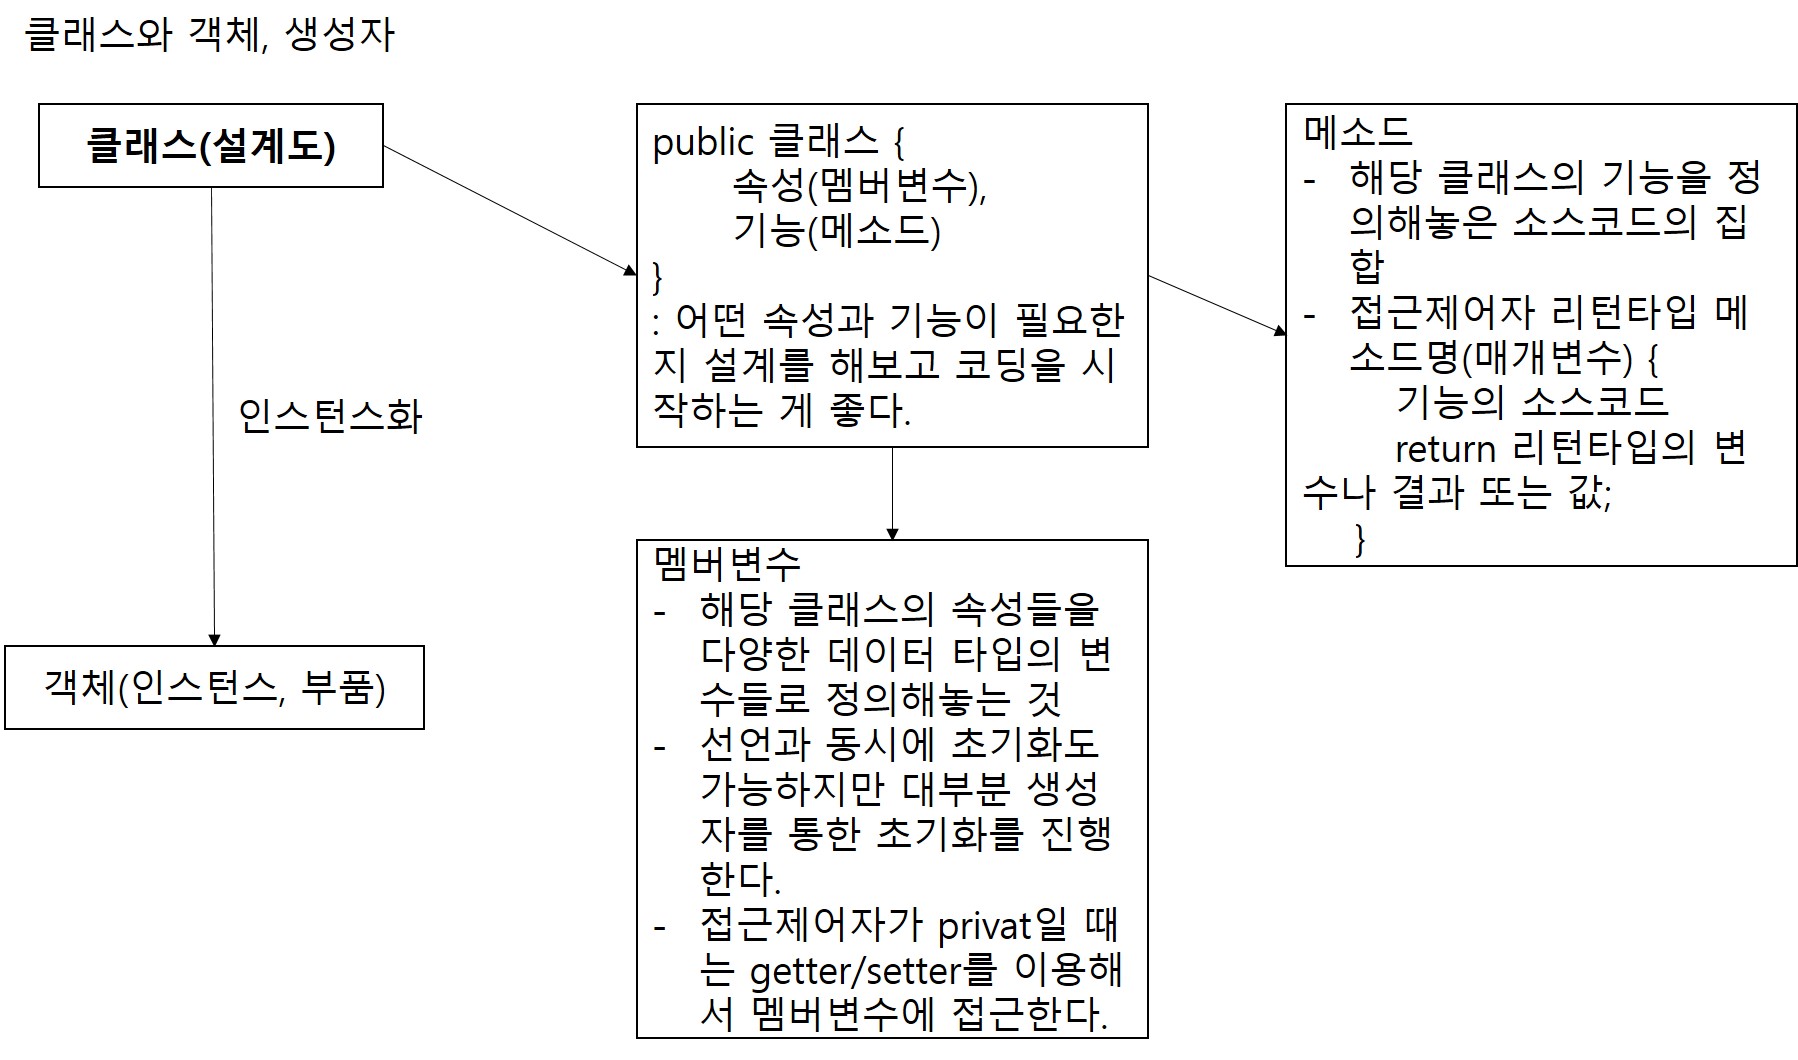 클래스와 객체, 생성자
클래스(설계도)
인스턴스화
객체(인스턴스, 부품)
public 클래스 {
속성(멤버변수),
기능(메소드)
}
: 어떤 속성과 기능이 필요한
지 설계를 해보고 코딩을 시
작하는 게 좋다.
멤버변수
- 해당 클래스의 속성들을
다양한 데이터 타입의 변
수들로 정의해놓는 것
- 선언과 동시에 초기화도
가능하지만 대부분 생성
자를 통한 초기화를 진행
한다.
- 접근제어자가 privat일 때
는 getter/setter를 이용해
서 멤버변수에 접근한다.
메소드
- 해당 클래스의 기능을 정
의해놓은 소스코드의 집
합
- 접근제어자 리턴타입 메
소드명(매개변수) {
기능의 소스코드
return 리턴타입의 변
수나 결과 또는 값;
}